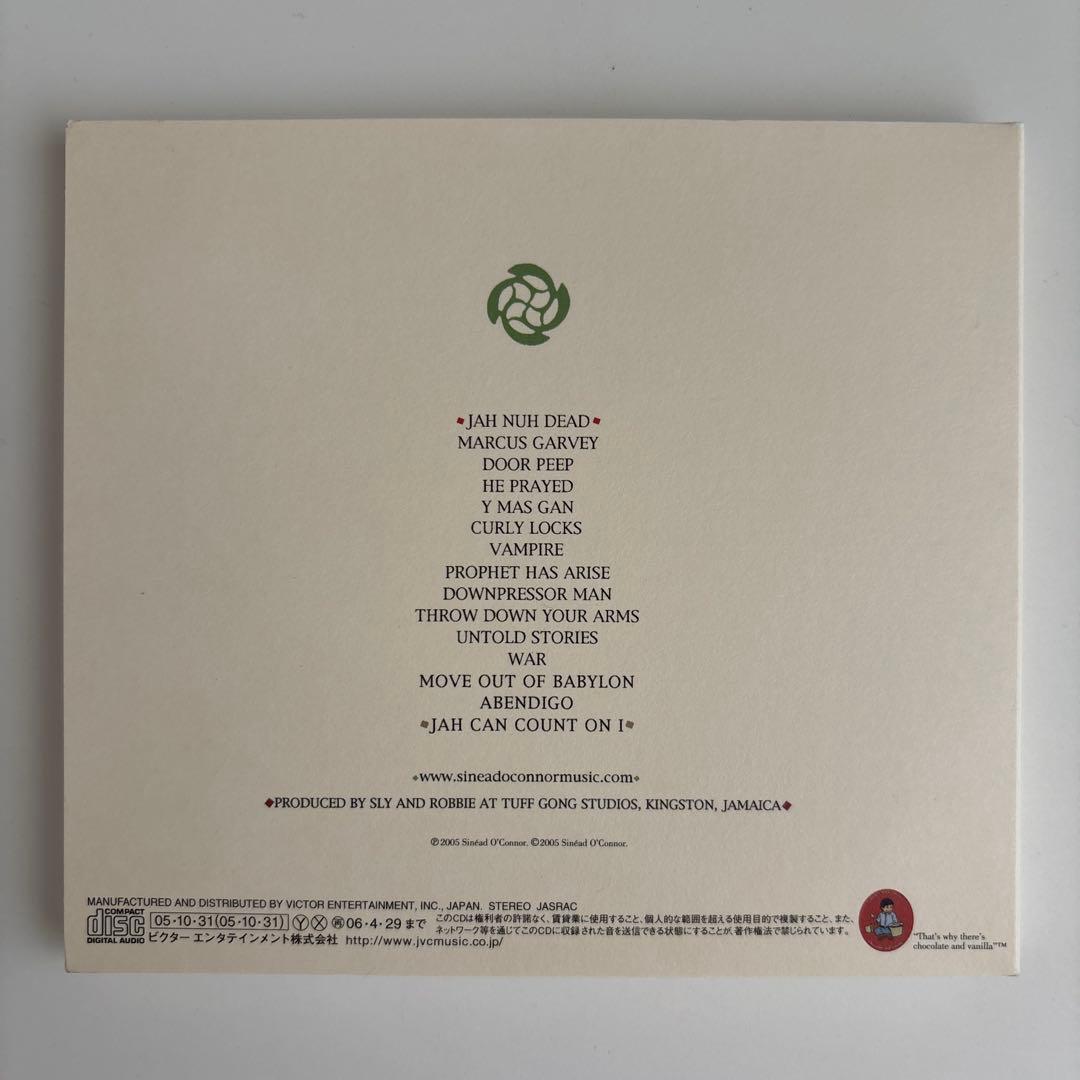 JAH NUH DEAD
MARCUS GARVEY
DOOR PEEP
HE PRAYED
Y MAS GAN
CURLY LOCKS
VAMPIRE
PROPHET HAS ARISE
DOWNPRESSOR MAN
THROW DOWN YOUR ARMS
UNTOLD STORIES
WAR
MOVE OUT OF BABYLON
ABENDIGO
JAH CAN COUNT ON I
www.sineadoconnormusic.com
PRODUCED BY SLY AND ROBBIE AT TUFF GONG STUDIOS, KINGSTON, JAMAICA
℗2005 Sinéad O'Connor. ©2005 Sinéad O'Connor.
MANUFACTURED AND DISTRIBUTED BY VICTOR ENTERTAINMENT, INC., JAPAN. STEREO JASRAC
COMPACT
disc
DIGITAL AUDIO
05・10・31(05・10・31) Ⓨ Ⓧ ㊢06・4・29まで
ビクター エンタテインメント株式会社 http://www.jvcmusic.co.jp/
このCDは権利者の許諾なく、賃貸業に使用すること、個人的な範囲を超える使用目的で複製すること、また、
ネットワーク等を通じてこのCDに収録された音を送信できる状態にすることが、著作権法で禁じられています。
"That's why there's
chocolate and vanilla"™